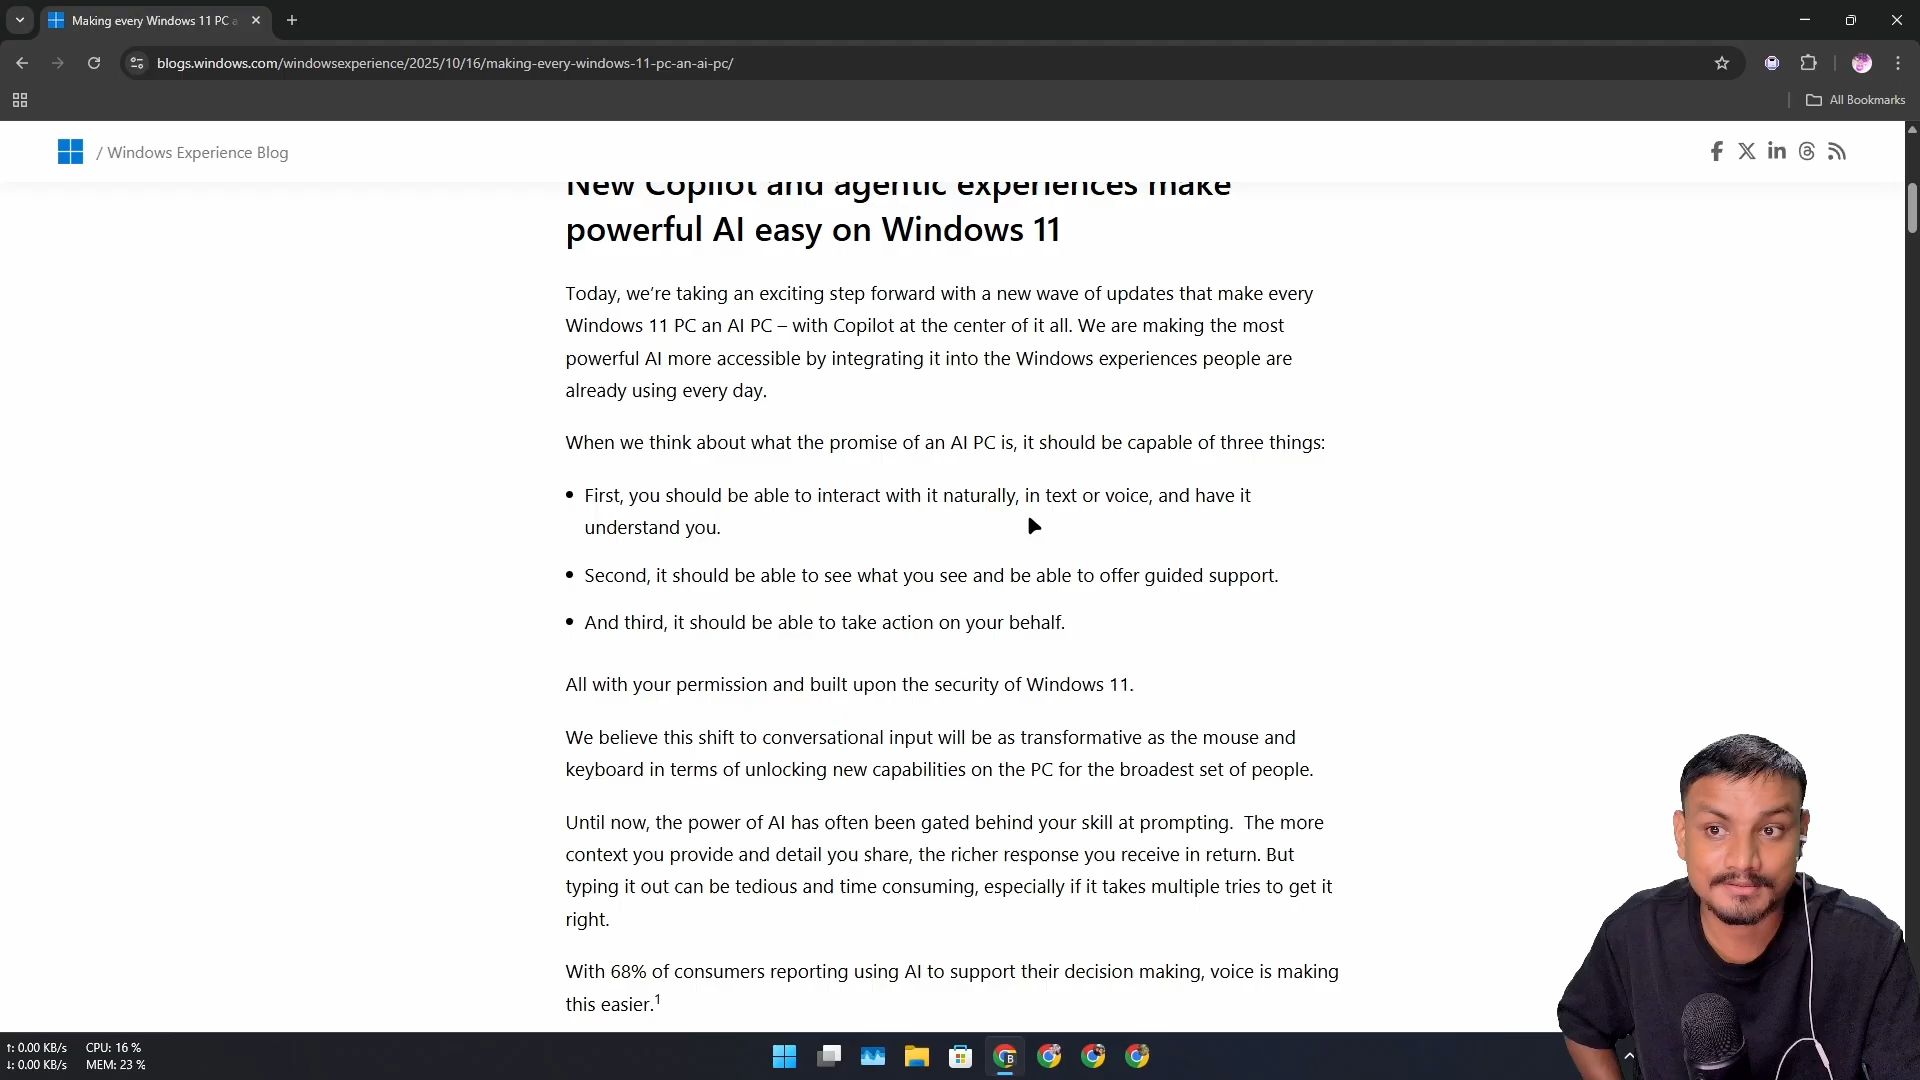 Making every Windows 11 PC a
blogs.windows.com/windowsexperience/2025/10/16/making-every-windows-11-pc-an-ai-pc/
All Bookmarks
/ Windows Experience Blog
New Copilot and agentic experiences make
powerful AI easy on Windows 11
Today, we’re taking an exciting step forward with a new wave of updates that make every
Windows 11 PC an AI PC – with Copilot at the center of it all. We are making the most
powerful AI more accessible by integrating it into the Windows experiences people are
already using every day.
When we think about what the promise of an AI PC is, it should be capable of three things:
• First, you should be able to interact with it naturally, in text or voice, and have it
understand you.
• Second, it should be able to see what you see and be able to offer guided support.
• And third, it should be able to take action on your behalf.
All with your permission and built upon the security of Windows 11.
We believe this shift to conversational input will be as transformative as the mouse and
keyboard in terms of unlocking new capabilities on the PC for the broadest set of people.
Until now, the power of AI has often been gated behind your skill at prompting.  The more
context you provide and detail you share, the richer response you receive in return. But
typing it out can be tedious and time consuming, especially if it takes multiple tries to get it
right.
With 68% of consumers reporting using AI to support their decision making, voice is making
this easier.1
↑: 0.00 KB/s CPU: 16 %
↓: 0.00 KB/s MEM: 23 %